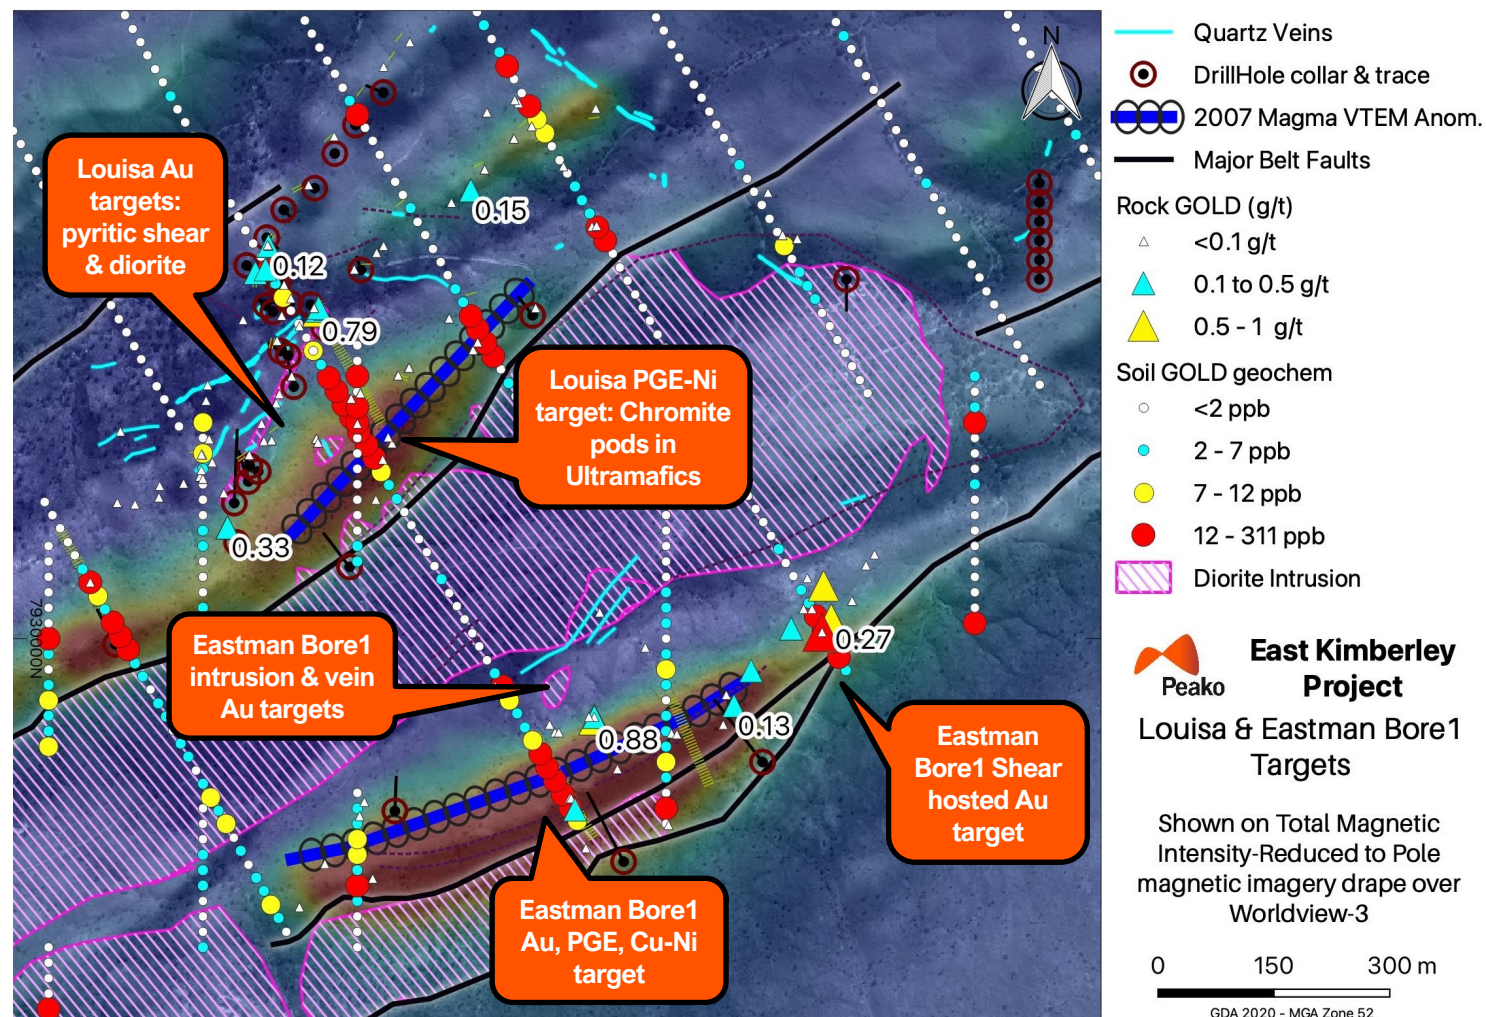 Louisa Au
targets:
pyritic shear
& diorite
0.15
0.12
0.79
Louisa PGE-Ni
target: Chromite
pods in
Ultramafics
0.33
7930000N
Eastman Bore1
intrusion & vein
Au targets
0.27
0.88
0.13
Eastman
Bore1 Shear
hosted Au
target
Eastman Bore1
Au, PGE, Cu-Ni
target
N
Quartz Veins
DrillHole collar & trace
2007 Magma VTEM Anom.
Major Belt Faults
Rock GOLD (g/t)
<0.1 g/t
0.1 to 0.5 g/t
0.5 - 1 g/t
Soil GOLD geochem
<2 ppb
2 - 7 ppb
7 - 12 ppb
12 - 311 ppb
Diorite Intrusion
Peako
East Kimberley
Project
Louisa & Eastman Bore1
Targets
Shown on Total Magnetic
Intensity-Reduced to Pole
magnetic imagery drape over
Worldview-3
0 150 300 m
GDA 2020 - MGA Zone 52